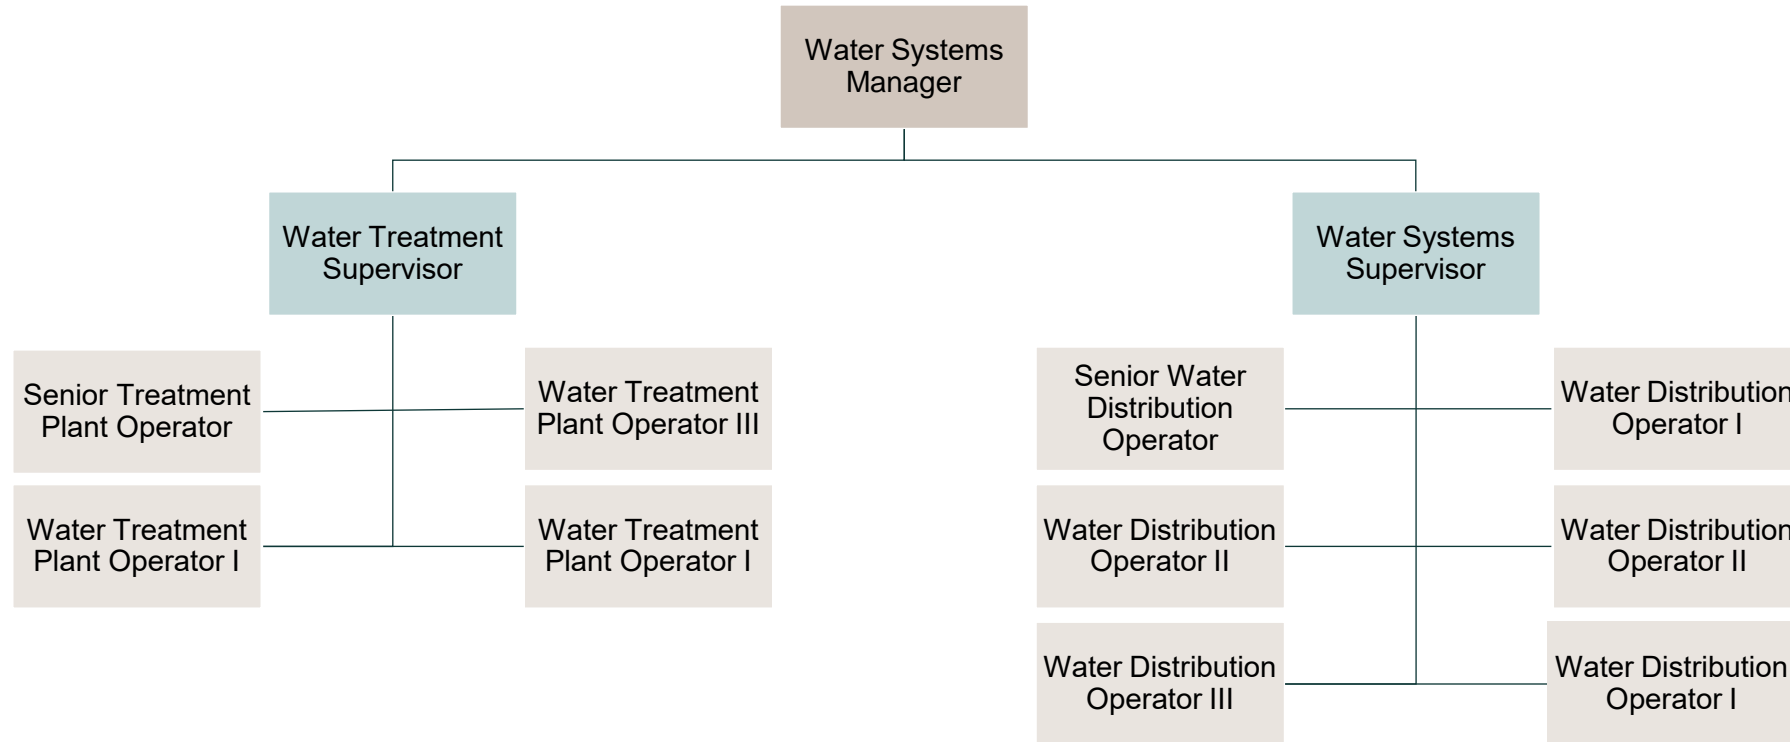 Water Systems
Manager
Water Treatment
Supervisor
Water Systems
Supervisor
Senior Treatment
Plant Operator
Water Treatment
Plant Operator III
Senior Water
Distribution
Operator
Water Distribution
Operator I
Water Treatment
Plant Operator I
Water Treatment
Plant Operator I
Water Distribution
Operator II
Water Distribution
Operator II
Water Distribution
Operator III
Water Distribution
Operator I